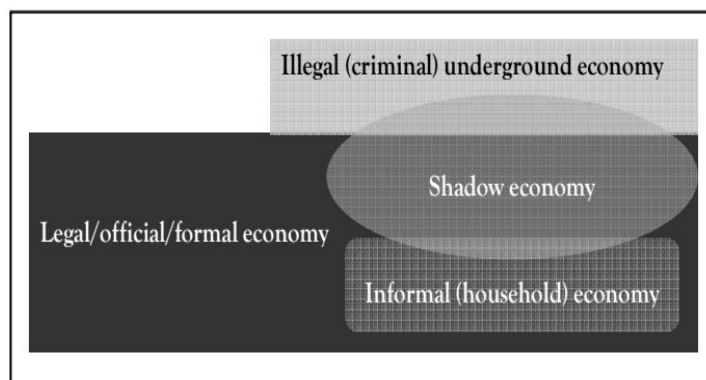 Illegal (criminal) underground economy
Shadow economy
Legal/official/formal economy
Informal (household) economy